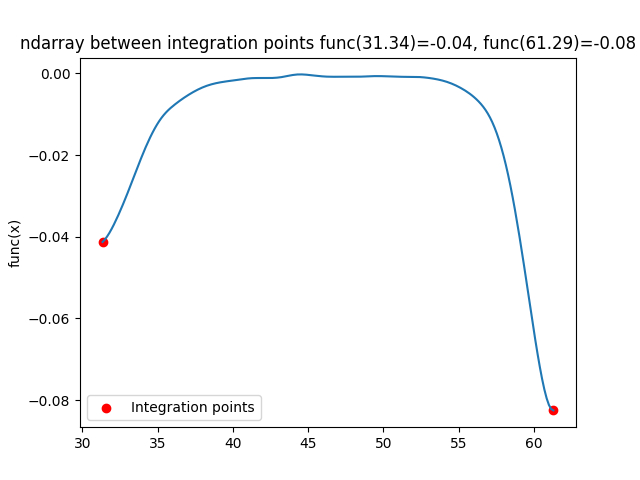 ndarray between integration points func(31.34)=-0.04, func(61.29)=-0.08
0.00
−0.02
−0.04
−0.06
−0.08
func(x)
Integration points
30 35 40 45 50 55 60